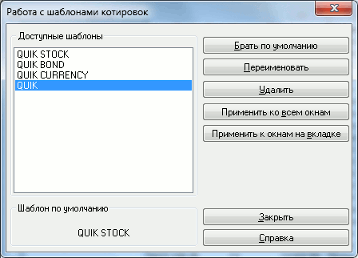 Работа с шаблонами котировок
Доступные шаблоны
QUIK STOCK
QUIK BOND
QUIK CURRENCY
QUIK
Брать по умолчанию
Переименовать
Удалить
Применить ко всем окнам
Применить к окнам на вкладке
Шаблон по умолчанию
QUIK STOCK
Закрыть
Справка